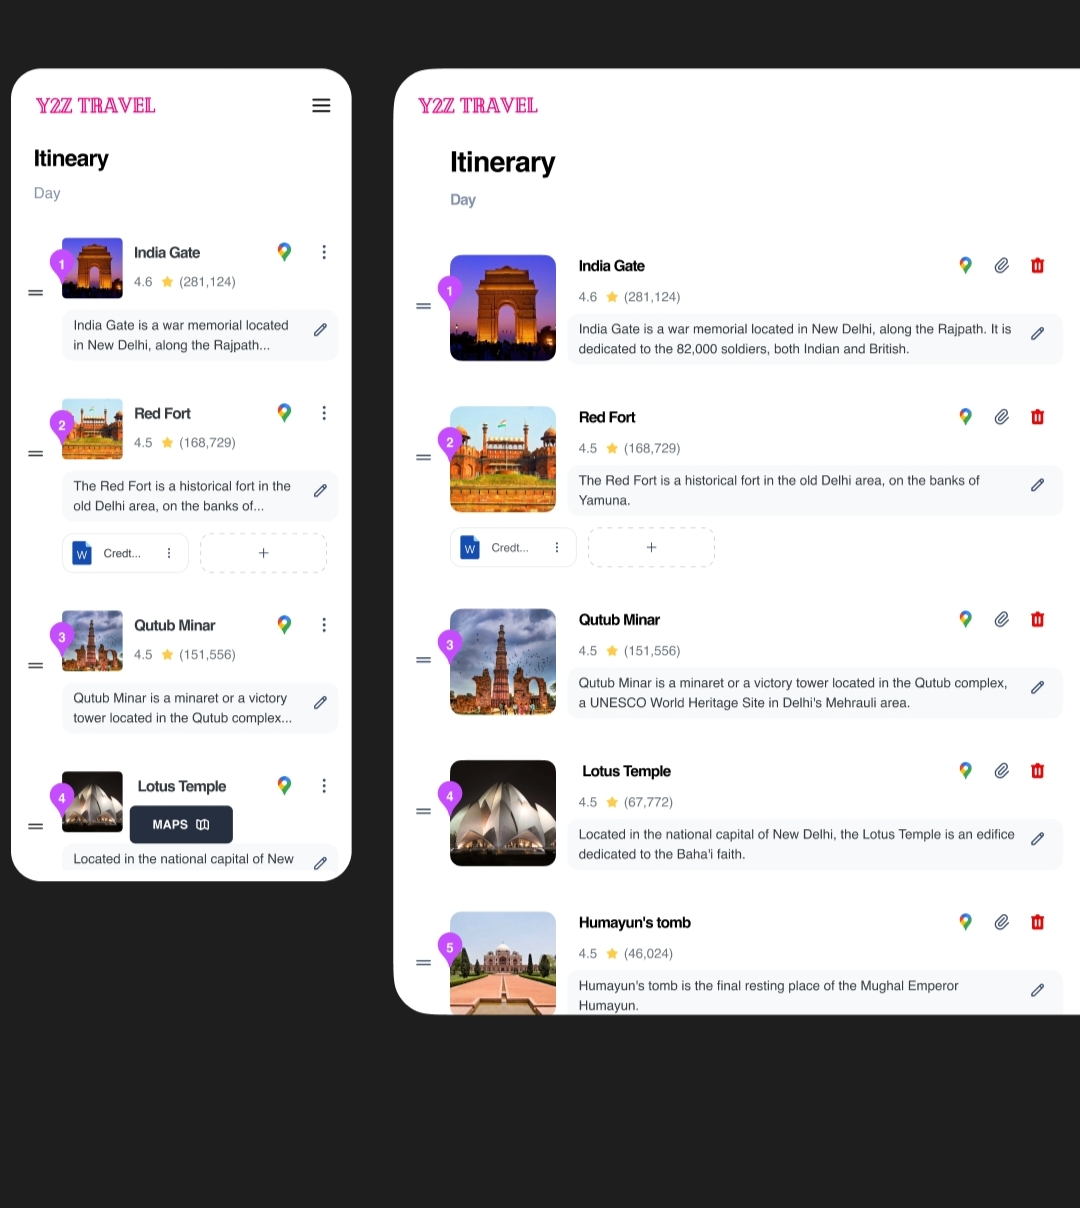 Y2Z TRAVEL
Itineary
Day
1
India Gate
4.6 (281,124)
India Gate is a war memorial located
in New Delhi, along the Rajpath...
2
Red Fort
4.5 (168,729)
The Red Fort is a historical fort in the
old Delhi area, on the banks of...
W Credt... +
3
Qutub Minar
4.5 (151,556)
Qutub Minar is a minaret or a victory
tower located in the Qutub complex...
4
Lotus Temple
MAPS
Located in the national capital of New
Y2Z TRAVEL
Itinerary
Day
1
India Gate
4.6 (281,124)
India Gate is a war memorial located in New Delhi, along the Rajpath. It is
dedicated to the 82,000 soldiers, both Indian and British.
2
Red Fort
4.5 (168,729)
The Red Fort is a historical fort in the old Delhi area, on the banks of
Yamuna.
W Credt... +
3
Qutub Minar
4.5 (151,556)
Qutub Minar is a minaret or a victory tower located in the Qutub complex,
a UNESCO World Heritage Site in Delhi's Mehrauli area.
4
Lotus Temple
4.5 (67,772)
Located in the national capital of New Delhi, the Lotus Temple is an edifice
dedicated to the Baha'i faith.
5
Humayun's tomb
4.5 (46,024)
Humayun's tomb is the final resting place of the Mughal Emperor
Humayun.